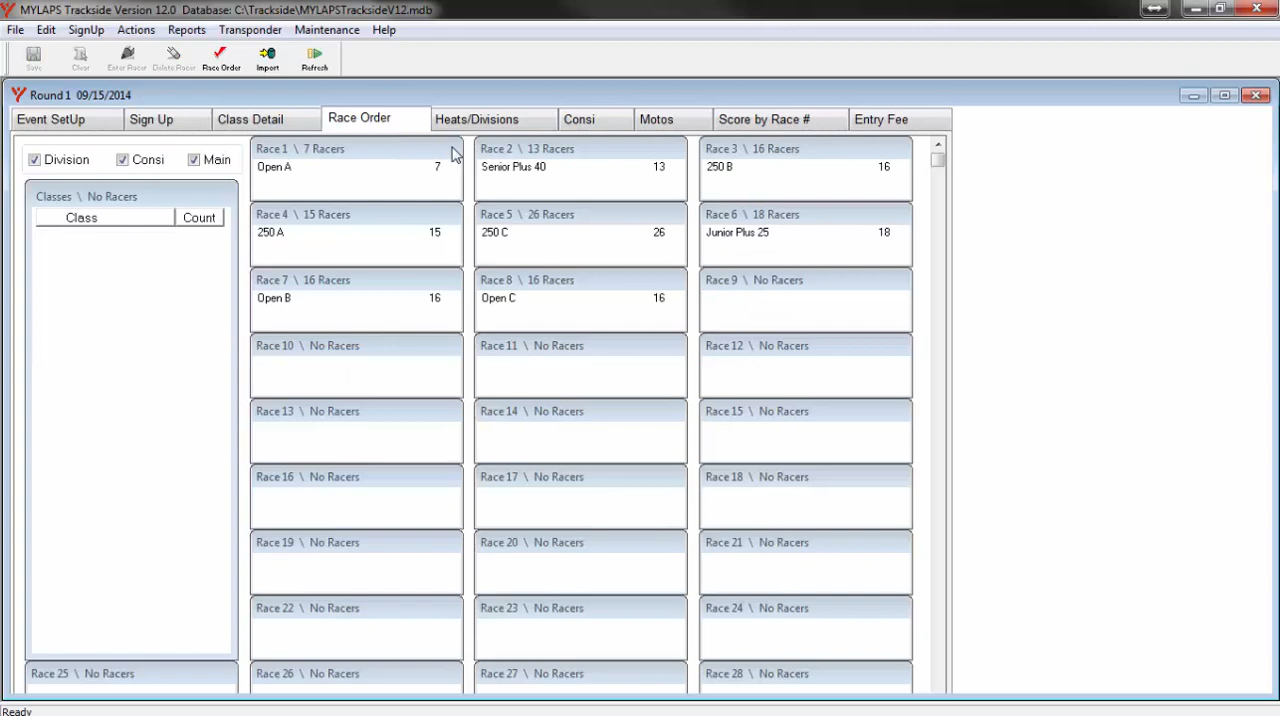 MYLAPS Trackside Version 12.0  Database: C:\Trackside\MYLAPSTracksideV12.mdb
File Edit SignUp Actions Reports Transponder Maintenance Help
Save Clear Enter Racer Delete Racer Race Order Import Refresh
Round 1  09/15/2014
Event SetUp Sign Up Class Detail Race Order Heats/Divisions Consi Motos Score by Race # Entry Fee
Division Consi Main
Classes \ No Racers
Class Count
Race 1 \ 7 Racers
Open A 7
Race 2 \ 13 Racers
Senior Plus 40 13
Race 3 \ 16 Racers
250 B 16
Race 4 \ 15 Racers
250 A 15
Race 5 \ 26 Racers
250 C 26
Race 6 \ 18 Racers
Junior Plus 25 18
Race 7 \ 16 Racers
Open B 16
Race 8 \ 16 Racers
Open C 16
Race 9 \ No Racers
Race 10 \ No Racers
Race 11 \ No Racers
Race 12 \ No Racers
Race 13 \ No Racers
Race 14 \ No Racers
Race 15 \ No Racers
Race 16 \ No Racers
Race 17 \ No Racers
Race 18 \ No Racers
Race 19 \ No Racers
Race 20 \ No Racers
Race 21 \ No Racers
Race 22 \ No Racers
Race 23 \ No Racers
Race 24 \ No Racers
Race 25 \ No Racers
Race 26 \ No Racers
Race 27 \ No Racers
Race 28 \ No Racers
Ready